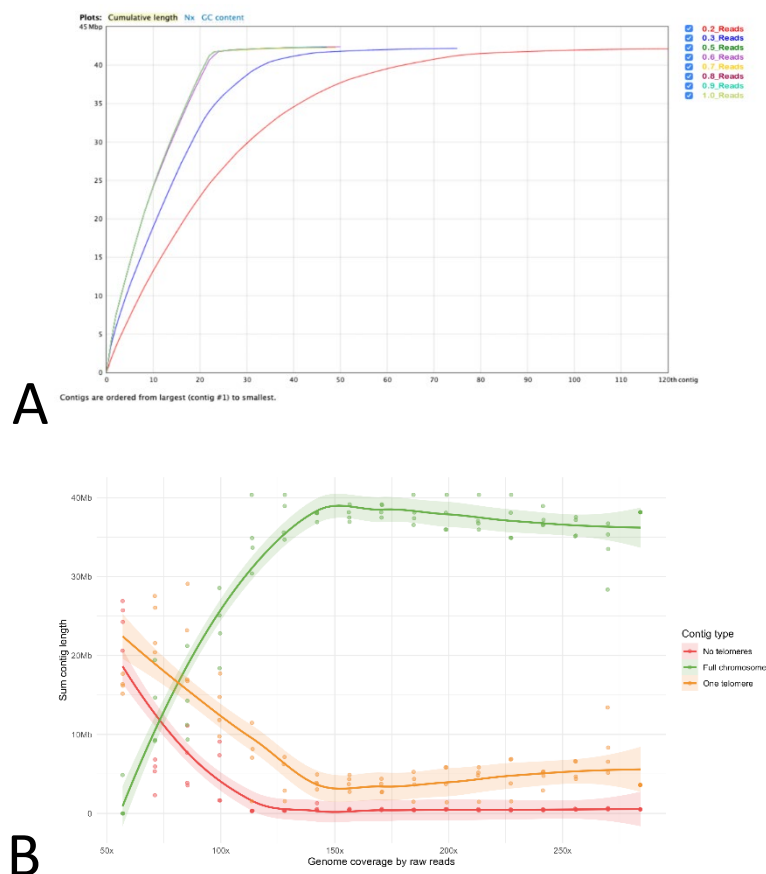 Plots: Cumulative length Nx GC content
45 Mbp
40
35
30
25
20
15
10
5
0
0 10 20 30 40 50 60 70 80 90 100 110 120th contig
0.2_Reads
0.3_Reads
0.5_Reads
0.6_Reads
0.7_Reads
0.8_Reads
0.9_Reads
1.0_Reads
Contigs are ordered from largest (contig #1) to smallest.
A
40Mb
30Mb
20Mb
10Mb
0
Sum contig length
50x 100x 150x 200x 250x
Genome coverage by raw reads
Contig type
No telomeres
Full chromosome
One telomere
B